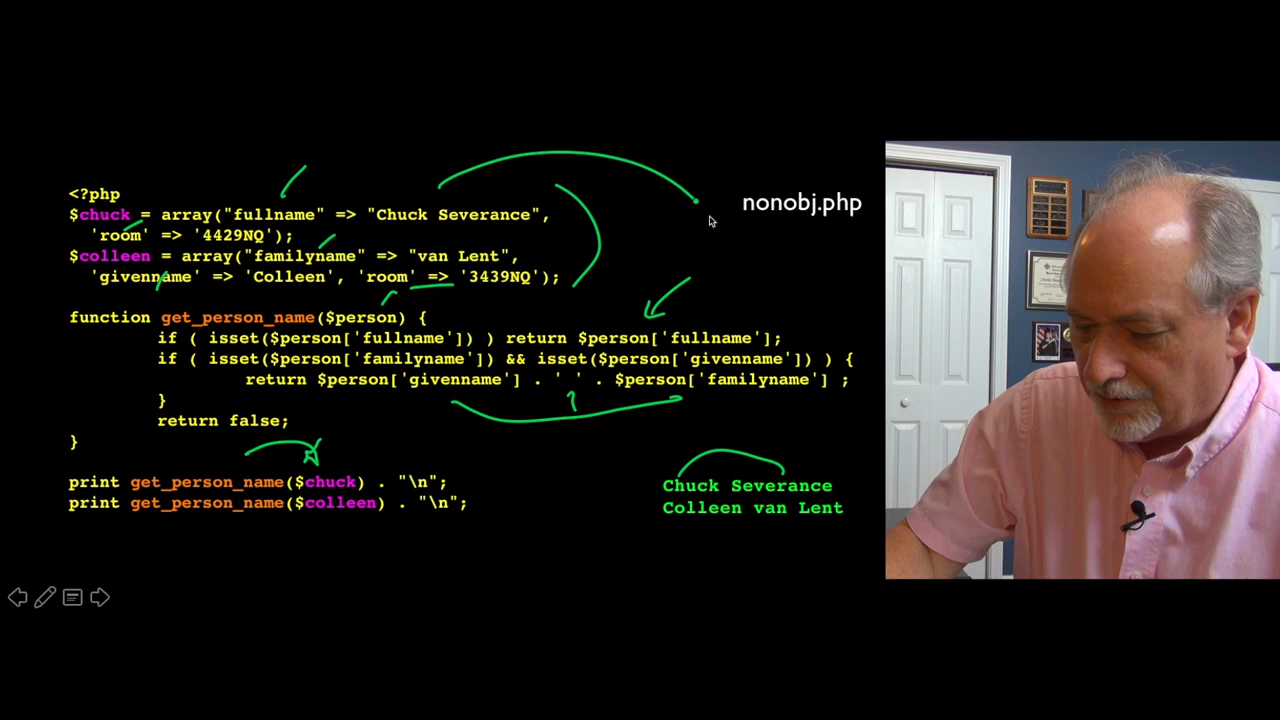 <?php
$chuck = array("fullname" => "Chuck Severance",
'room' => '4429NQ');
$colleen = array("familyname" => "van Lent",
'givenname' => 'Colleen', 'room' => '3439NQ');
function get_person_name($person) {
if ( isset($person['fullname']) ) return $person['fullname'];
if ( isset($person['familyname']) && isset($person['givenname']) ) {
return $person['givenname'] . ' ' . $person['familyname'] ;
}
return false;
}
print get_person_name($chuck) . "\n";
print get_person_name($colleen) . "\n";
nonobj.php
Chuck Severance
Colleen van Lent